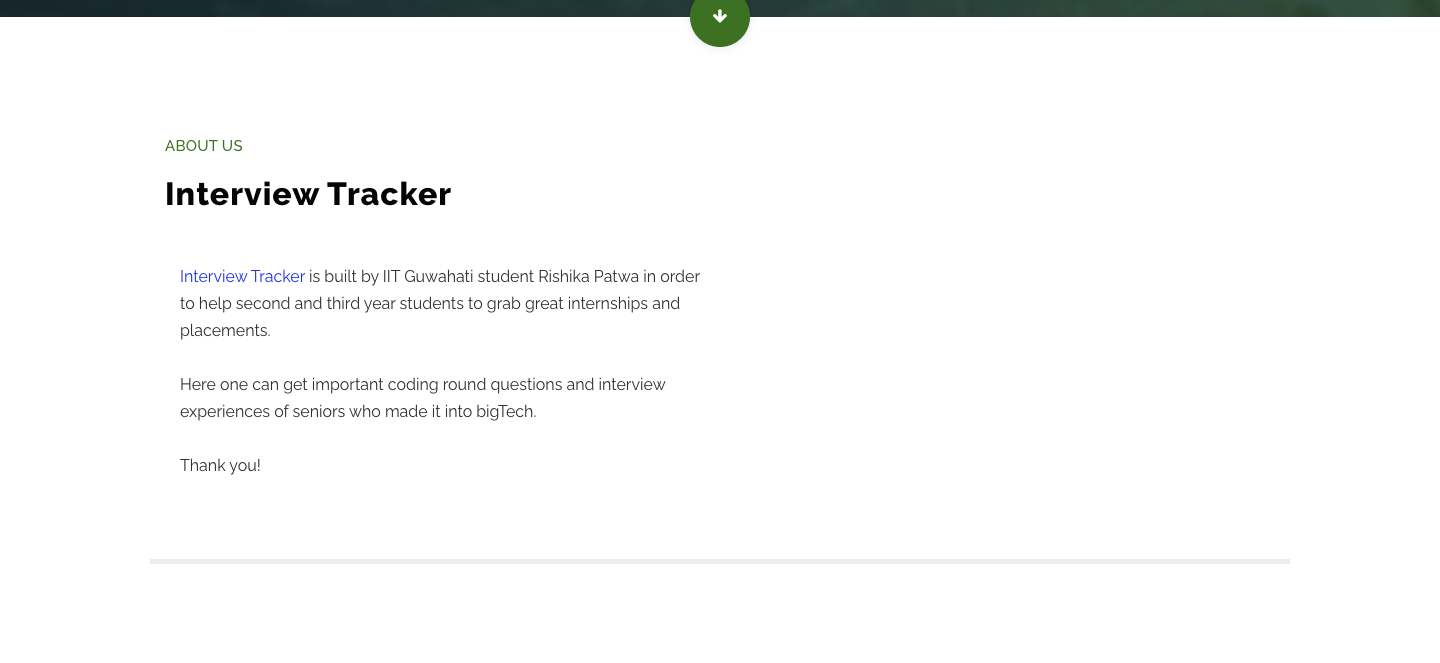 ABOUT US
Interview Tracker
Interview Tracker is built by IIT Guwahati student Rishika Patwa in order
to help second and third year students to grab great internships and
placements.
Here one can get important coding round questions and interview
experiences of seniors who made it into bigTech.
Thank you!